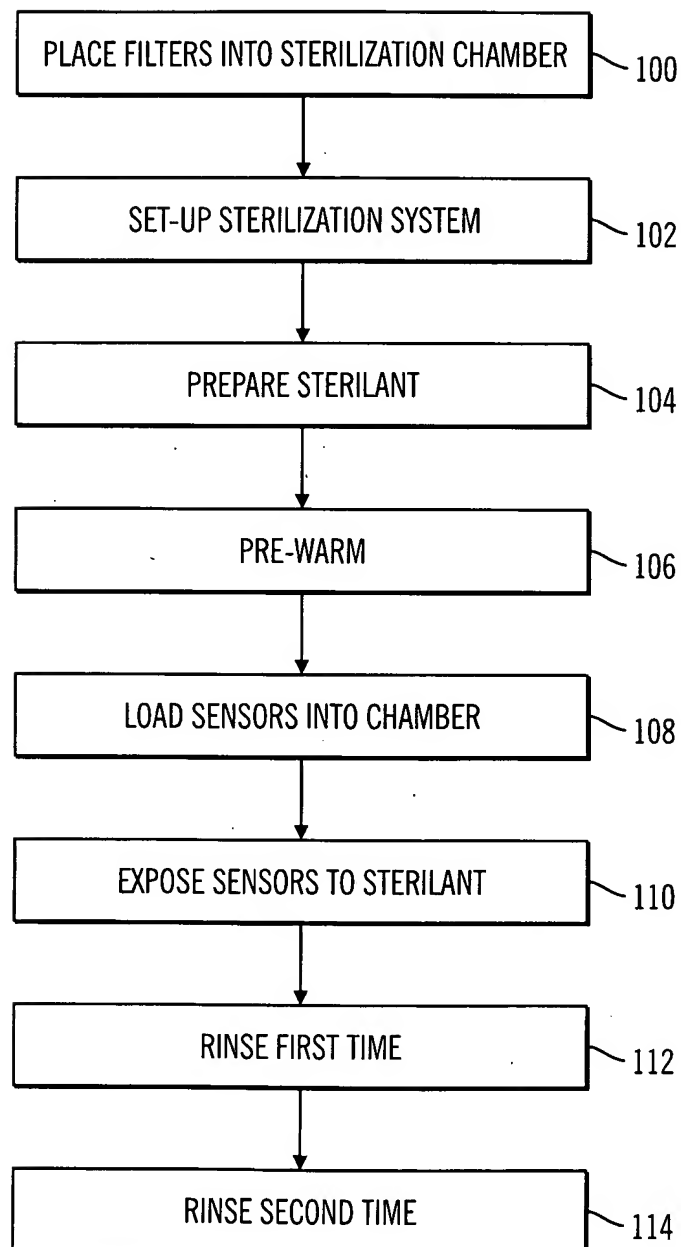 PLACE FILTERS INTO STERILIZATION CHAMBER 100
SET-UP STERILIZATION SYSTEM 102
PREPARE STERILANT 104
PRE-WARM 106
LOAD SENSORS INTO CHAMBER 108
EXPOSE SENSORS TO STERILANT 110
RINSE FIRST TIME 112
RINSE SECOND TIME 114